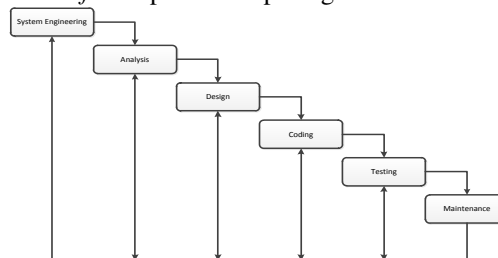 System Engineering
Analysis
Design
Coding
Testing
Maintenance